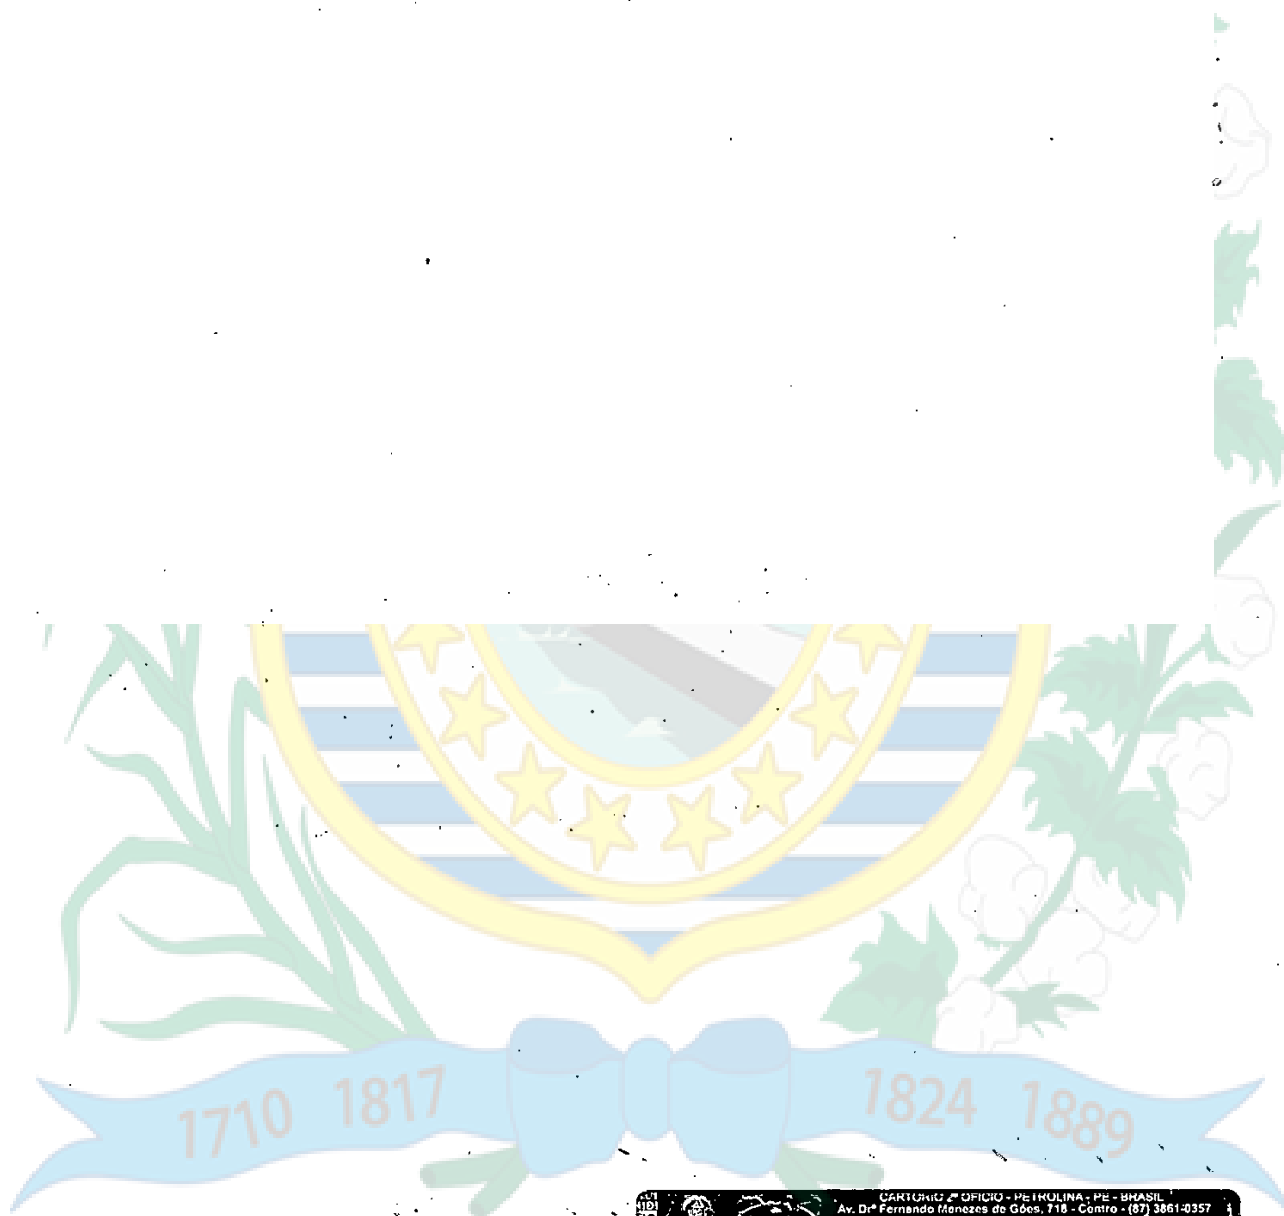 1710 1817 1824 1889
CARTORIO 2º OFICIO - PETROLINA - PE - BRASIL
Av. Drº Fernando Menezes de Góes, 718 - Centro - (87) 3861-0357